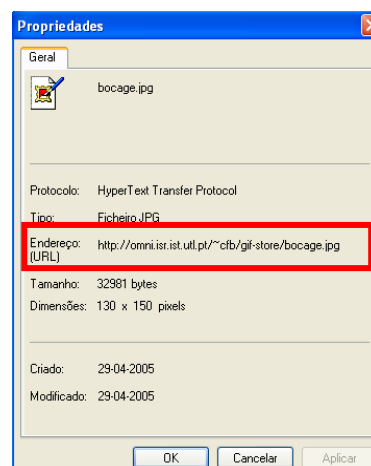 Propriedades
Geral
bocage.jpg
Protocolo: HyperText Transfer Protocol
Tipo: Ficheiro JPG
Endereço: http://omni.isr.ist.utl.pt/~cfb/gif-store/bocage.jpg
(URL)
Tamanho: 32981 bytes
Dimensões: 130 x 150 pixels
Criado: 29-04-2005
Modificado: 29-04-2005
OK Cancelar Aplicar